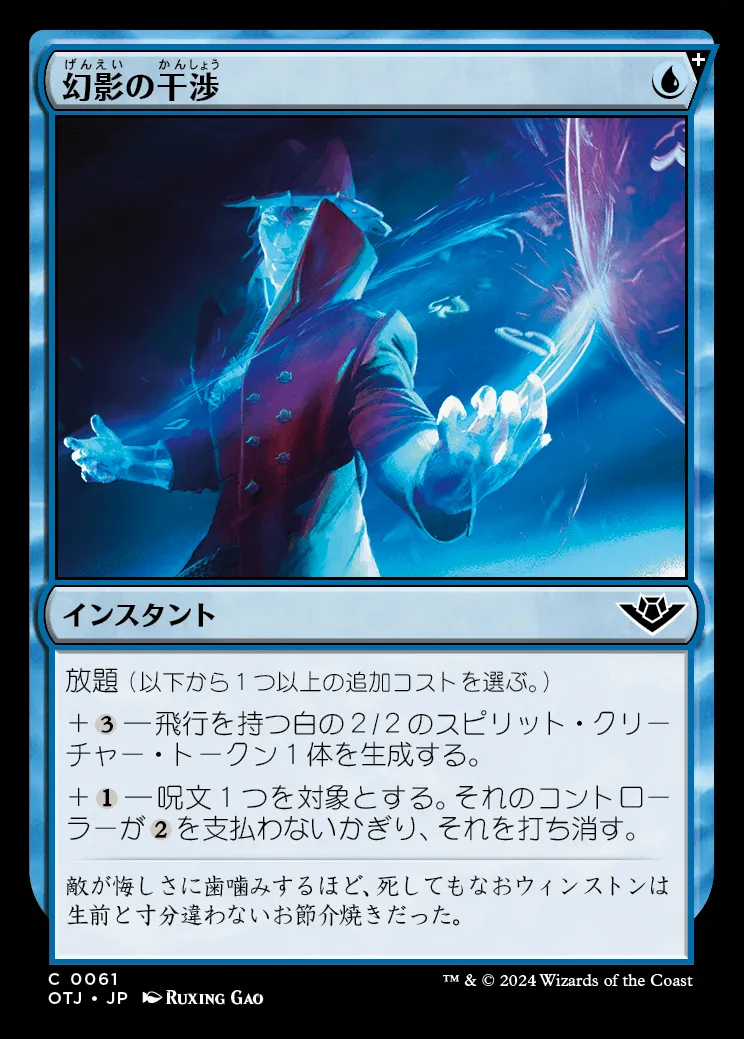 げんえい かんしょう
幻影の干渉
インスタント
放題（以下から１つ以上の追加コストを選ぶ。）
＋3―飛行を持つ白の２/２のスピリット・クリー
チャー・トークン１体を生成する。
＋1―呪文１つを対象とする。それのコントロー
ラーが2を支払わないかぎり、それを打ち消す。
敵が悔しさに歯噛みするほど、死してもなおウィンストンは
生前と寸分違わないお節介焼きだった。
C 0061
OTJ • JP Ruxing Gao
™ & © 2024 Wizards of the Coast